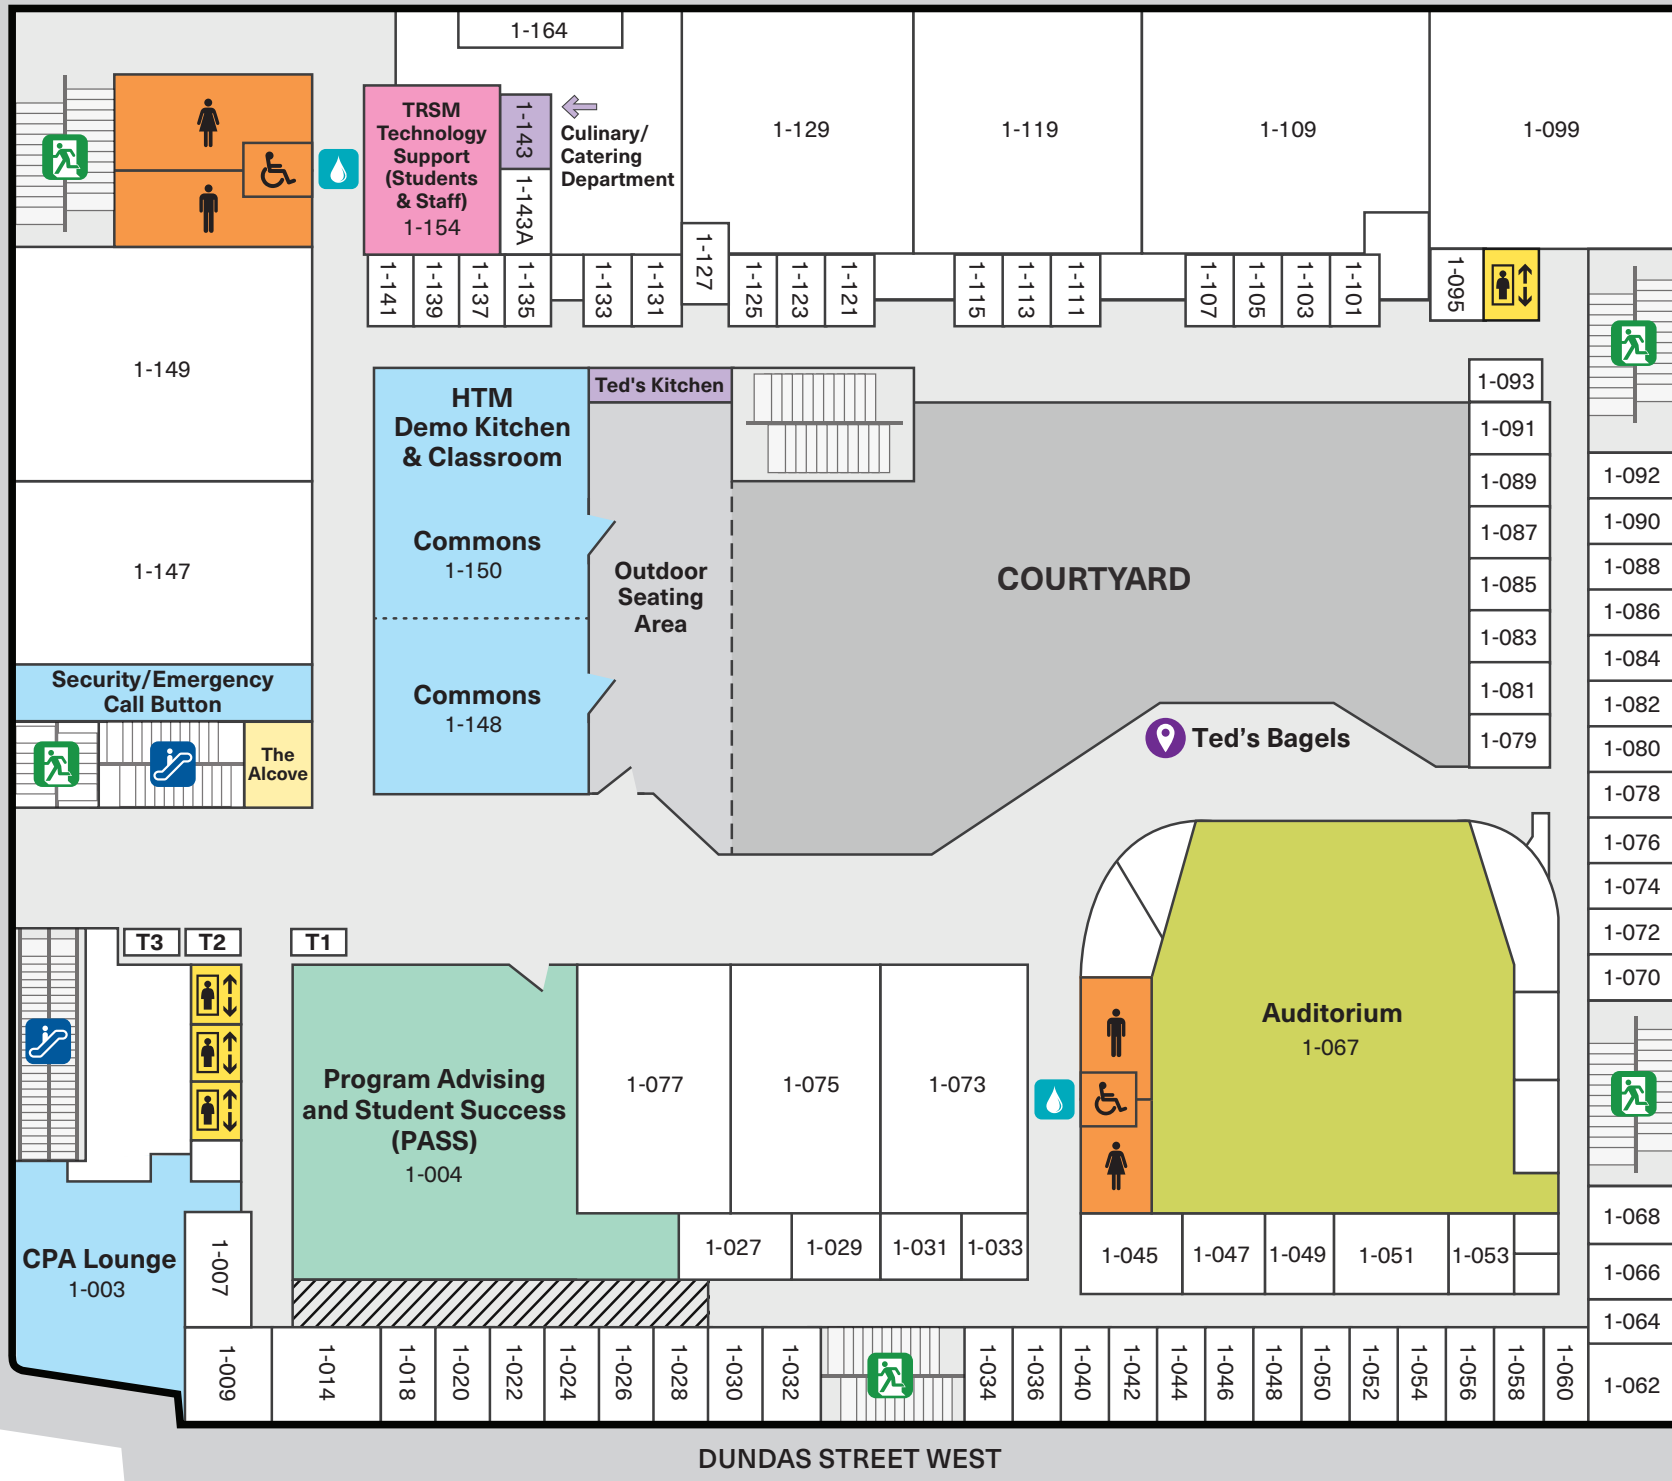 1-164
TRSM
Technology
Support
(Students
& Staff)
1-154
1-143
1-143A
Culinary/
Catering
Department
1-129
1-119
1-109
1-099
1-141
1-139
1-137
1-135
1-133
1-131
1-127
1-125
1-123
1-121
1-115
1-113
1-111
1-107
1-105
1-103
1-101
1-095
1-149
1-147
HTM
Demo Kitchen
& Classroom
Ted's Kitchen
Commons
1-150
Commons
1-148
Outdoor
Seating
Area
COURTYARD
Ted’s Bagels
1-093
1-091
1-089
1-087
1-085
1-083
1-081
1-079
1-092
1-090
1-088
1-086
1-084
1-082
1-080
1-078
1-076
1-074
1-072
1-070
Security/Emergency
Call Button
The
Alcove
T3
T2
T1
Program Advising
and Student Success
(PASS)
1-004
1-077
1-075
1-073
Auditorium
1-067
1-027
1-029
1-031
1-033
1-045
1-047
1-049
1-051
1-053
1-068
1-066
1-064
1-062
CPA Lounge
1-003
1-007
1-009
1-014
1-018
1-020
1-022
1-024
1-026
1-028
1-030
1-032
1-034
1-036
1-040
1-042
1-044
1-046
1-048
1-050
1-052
1-054
1-056
1-058
1-060
DUNDAS STREET WEST